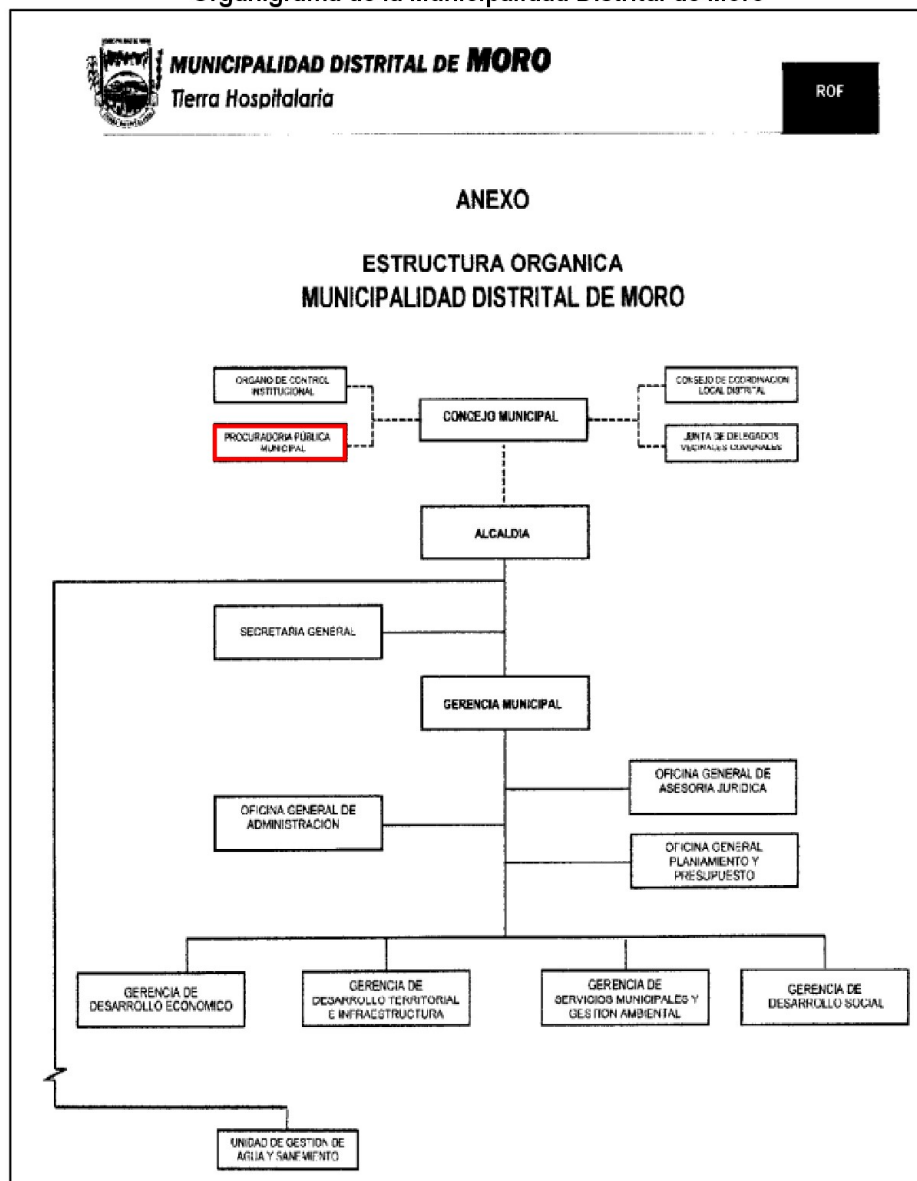 Organigrama de la Municipalidad Distrital de Moro
MUNICIPALIDAD DISTRITAL DE MORO
Tierra Hospitalaria
ROF
ANEXO
ESTRUCTURA ORGANICA
MUNICIPALIDAD DISTRITAL DE MORO
ORGANO DE CONTROL
INSTITUCIONAL
CONSEJO DE COORDINACION
LOCAL DISTRITAL
CONCEJO MUNICIPAL
PROCURADORIA PÚBLICA
MUNICIPAL
JUNTA DE DELEGADOS
VECINALES COMUNALES
ALCALDIA
SECRETARIA GENERAL
GERENCIA MUNICIPAL
OFICINA GENERAL DE
ASESORIA JURIDICA
OFICINA GENERAL DE
ADMINISTRACION
OFICINA GENERAL
PLANIAMIENTO Y
PRESUPUESTO
GERENCIA DE
DESARROLLO ECONOMICO
GERENCIA DE
DESARROLLO TERRITORIAL
E INFRAESTRUCTURA
GERENCIA DE
SERVICIOS MUNICIPALES Y
GESTION AMBIENTAL
GERENCIA DE
DESARROLLO SOCIAL
UNIDAD DE GESTION DE
AGUA Y SANEMIENTO